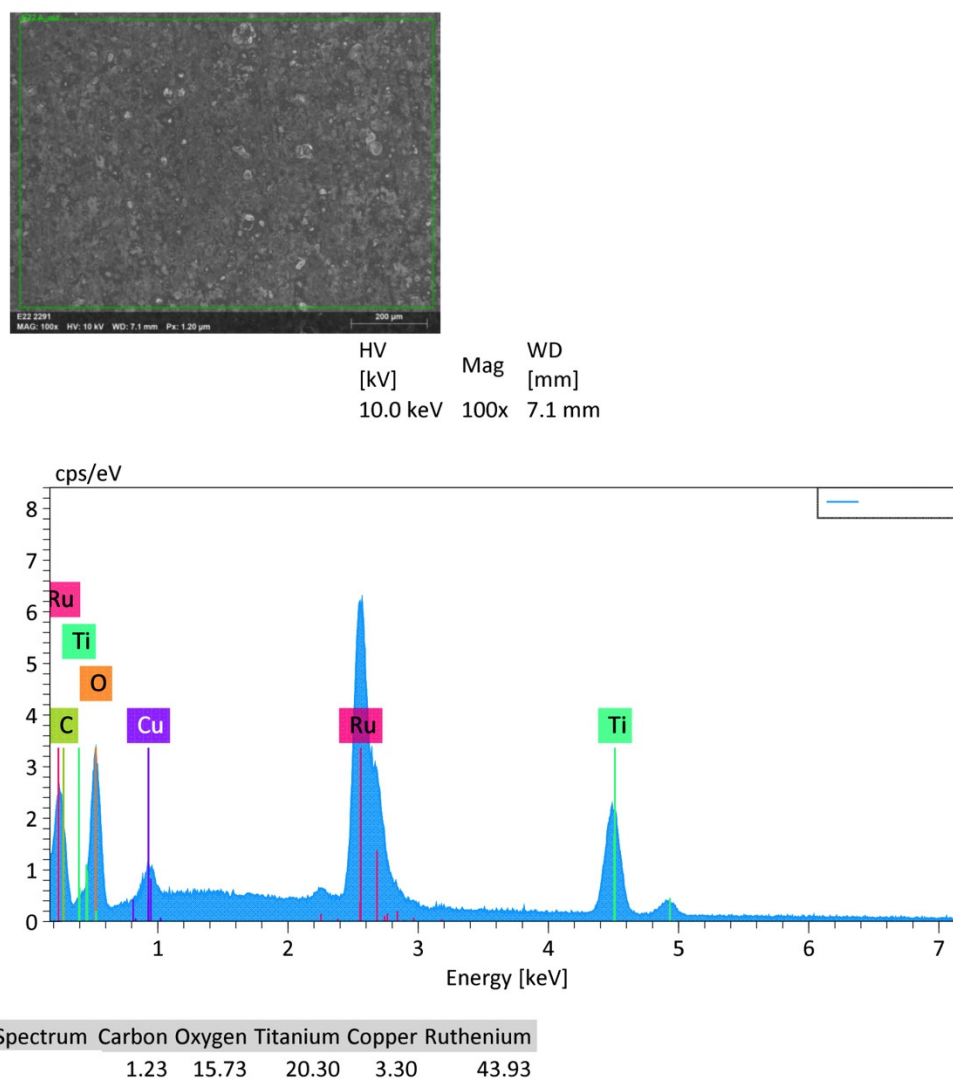 E22 2291
MAG: 100x HV: 10 kV WD: 7.1 mm Px: 1.20 µm
200 µm
HV [kV] Mag WD [mm]
10.0 keV 100x 7.1 mm
cps/eV
8
7
6
5
4
3
2
1
0
Ru
Ti
O
C
Cu
Ru
Ti
1 2 3 4 5 6 7
Energy [keV]
Spectrum Carbon Oxygen Titanium Copper Ruthenium
1.23 15.73 20.30 3.30 43.93